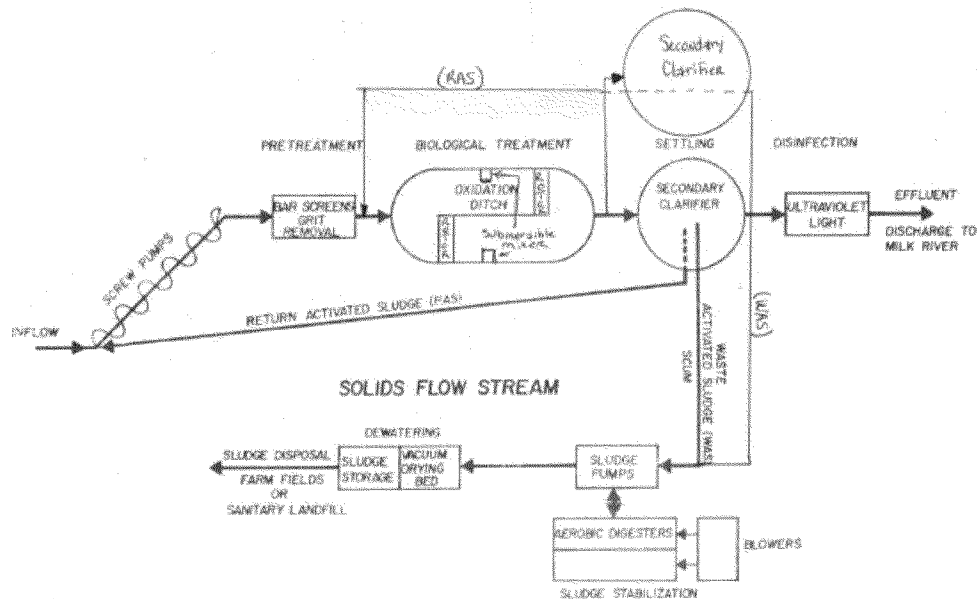 Secondary
Clarifier
(RAS)
PRETREATMENT
BIOLOGICAL TREATMENT
SETTLING
DISINFECTION
BAR SCREENS
GRIT
REMOVAL
OXIDATION
DITCH
ROTOR
ROTOR
Submersible
mixers
SECONDARY
CLARIFIER
ULTRAVIOLET
LIGHT
EFFLUENT
DISCHARGE TO
MILK RIVER
SCREW PUMPS
INFLOW
RETURN ACTIVATED SLUDGE (RAS)
SCUM
WASTE
ACTIVATED SLUDGE (WAS)
(WAS)
SOLIDS FLOW STREAM
DEWATERING
SLUDGE DISPOSAL
FARM FIELDS
OR
SANITARY LANDFILL
SLUDGE
STORAGE
VACUUM
DRYING
BED
SLUDGE
PUMPS
AEROBIC DIGESTERS
BLOWERS
SLUDGE STABILIZATION